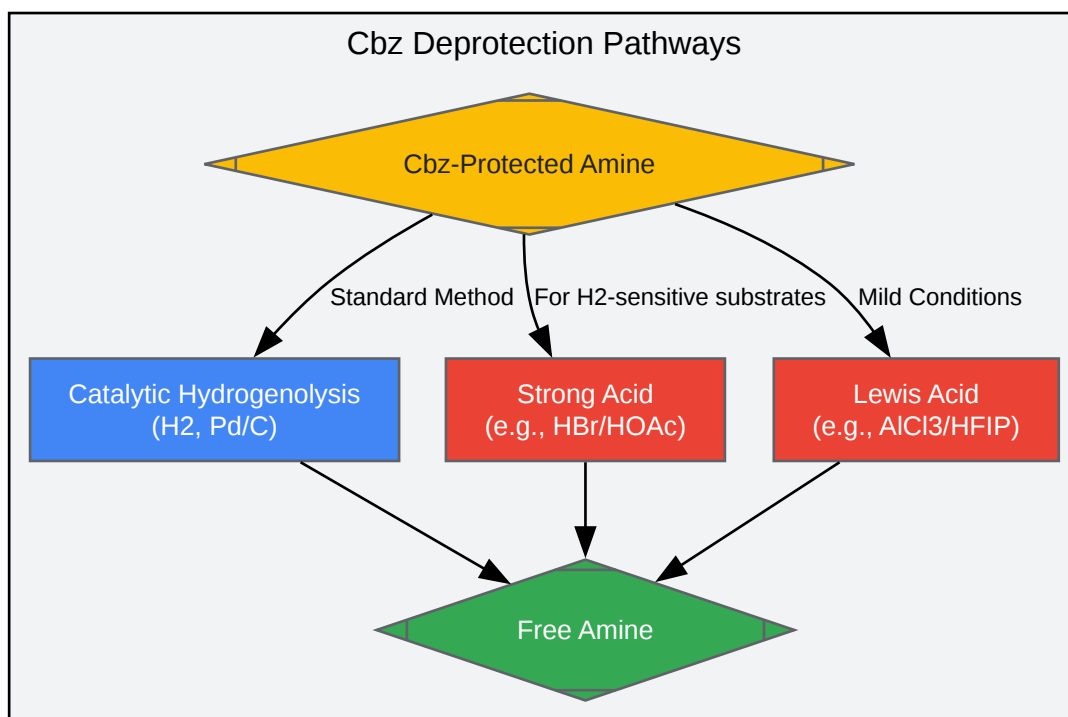 Cbz Deprotection Pathways
Cbz-Protected Amine
Standard Method
For H2-sensitive substrates
Mild Conditions
Catalytic Hydrogenolysis
(H2, Pd/C)
Strong Acid
(e.g., HBr/HOAc)
Lewis Acid
(e.g., AlCl3/HFIP)
Free Amine